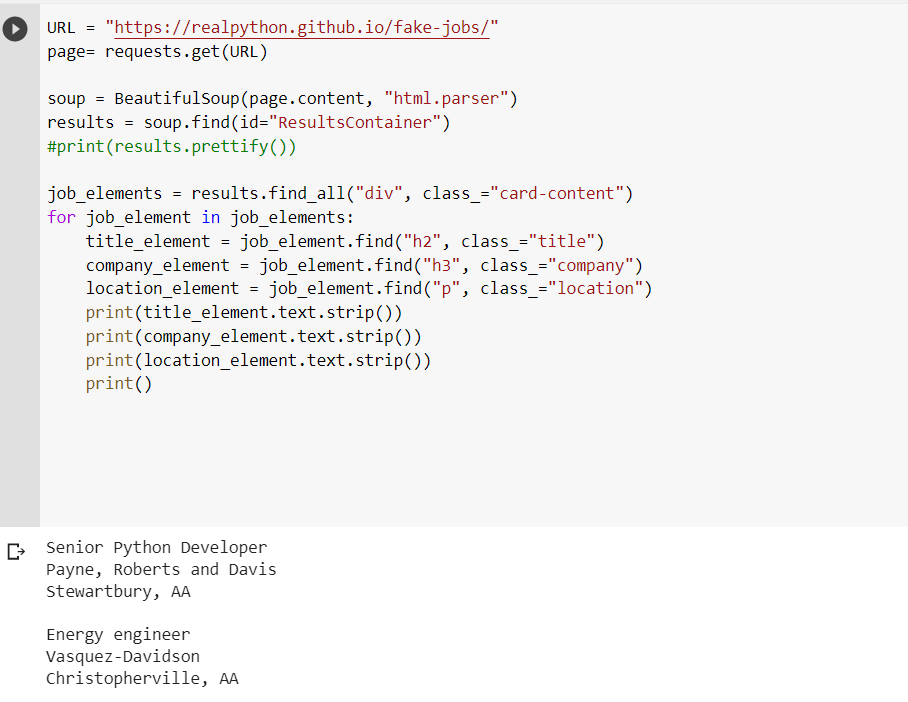 URL = "https://realpython.github.io/fake-jobs/"
page= requests.get(URL)

soup = BeautifulSoup(page.content, "html.parser")
results = soup.find(id="ResultsContainer")
#print(results.prettify())

job_elements = results.find_all("div", class_="card-content")
for job_element in job_elements:
    title_element = job_element.find("h2", class_="title")
    company_element = job_element.find("h3", class_="company")
    location_element = job_element.find("p", class_="location")
    print(title_element.text.strip())
    print(company_element.text.strip())
    print(location_element.text.strip())
    print()

Senior Python Developer
Payne, Roberts and Davis
Stewartbury, AA

Energy engineer
Vasquez-Davidson
Christopherville, AA